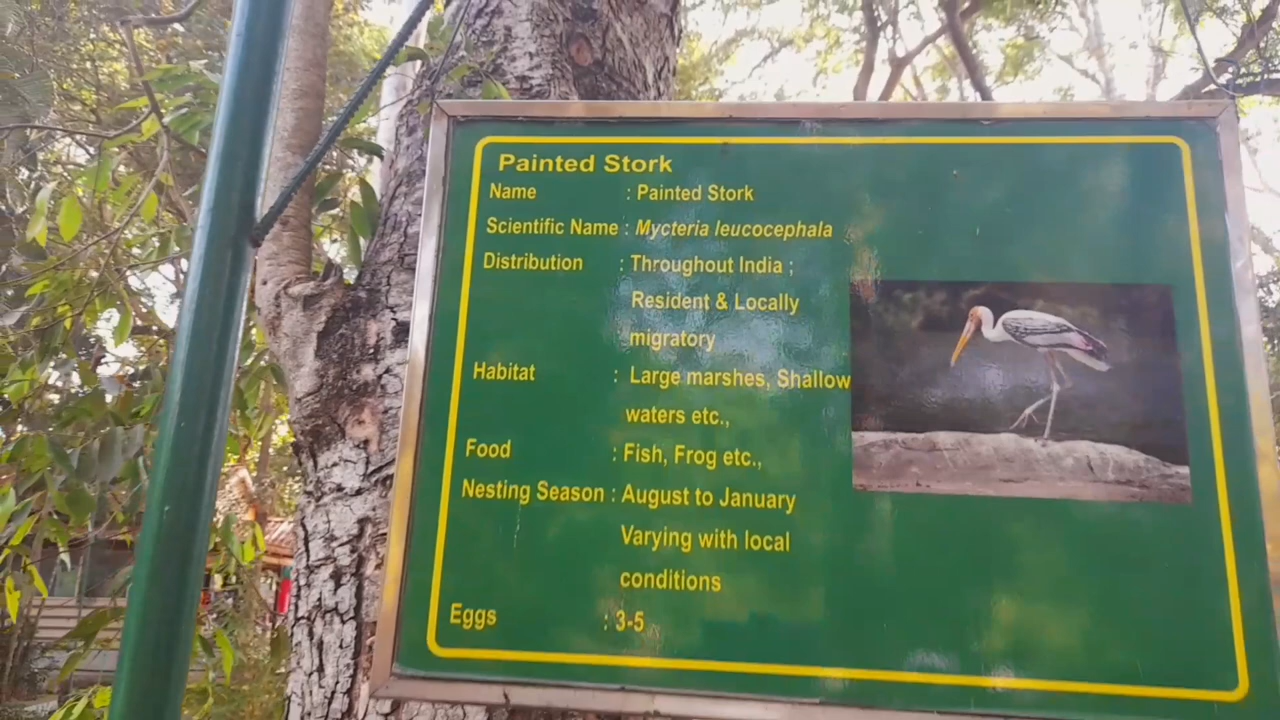 Painted Stork
Name : Painted Stork
Scientific Name : Mycteria leucocephala
Distribution : Throughout India ;
Resident & Locally
migratory
Habitat : Large marshes, Shallow
waters etc.,
Food : Fish, Frog etc.,
Nesting Season : August to January
Varying with local
conditions
Eggs : 3-5